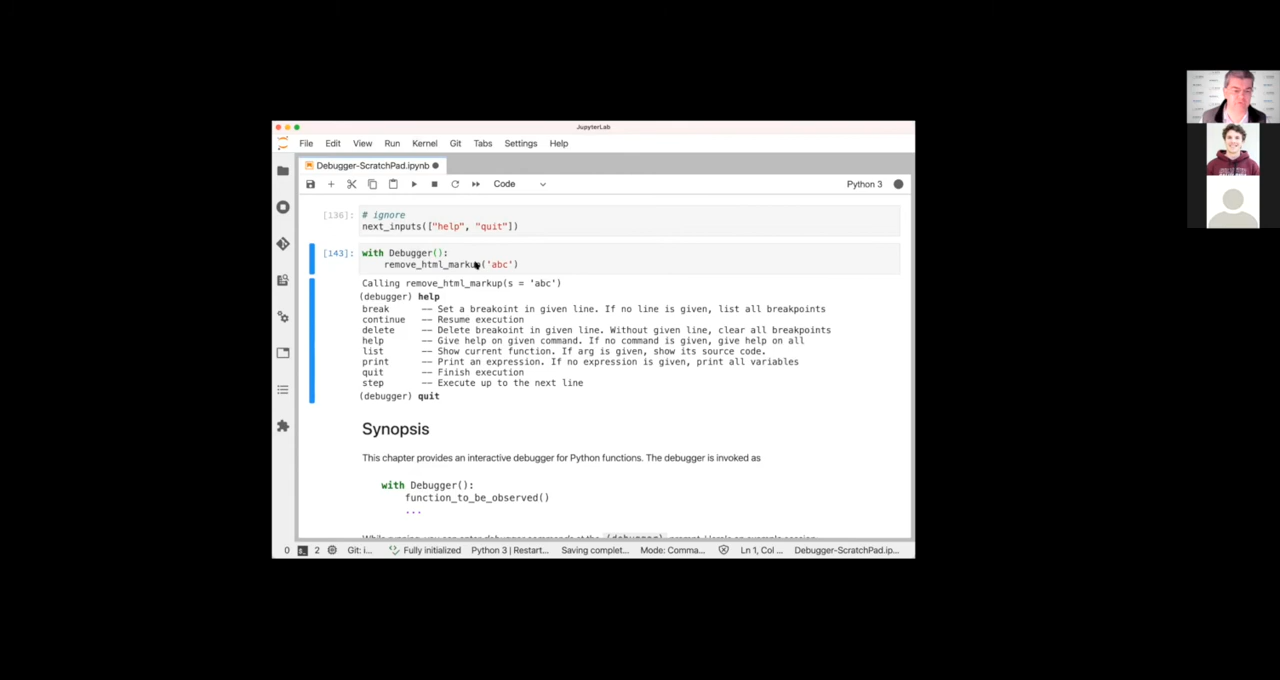 JupyterLab
File Edit View Run Kernel Git Tabs Settings Help
Debugger-ScratchPad.ipynb
Code
Python 3
[136]: # ignore
next_inputs(["help", "quit"])
[143]: with Debugger():
remove_html_markup('abc')
Calling remove_html_markup(s = 'abc')
(debugger) help
break -- Set a breakoint in given line. If no line is given, list all breakpoints
continue -- Resume execution
delete -- Delete breakoint in given line. Without given line, clear all breakpoints
help -- Give help on given command. If no command is given, give help on all
list -- Show current function. If arg is given, show its source code.
print -- Print an expression. If no expression is given, print all variables
quit -- Finish execution
step -- Execute up to the next line
(debugger) quit
Synopsis
This chapter provides an interactive debugger for Python functions. The debugger is invoked as
with Debugger():
function_to_be_observed()
...
0 2 Git: i... Fully initialized Python 3 | Restart... Saving complet... Mode: Comma... Ln 1, Col ... Debugger-ScratchPad.ip...